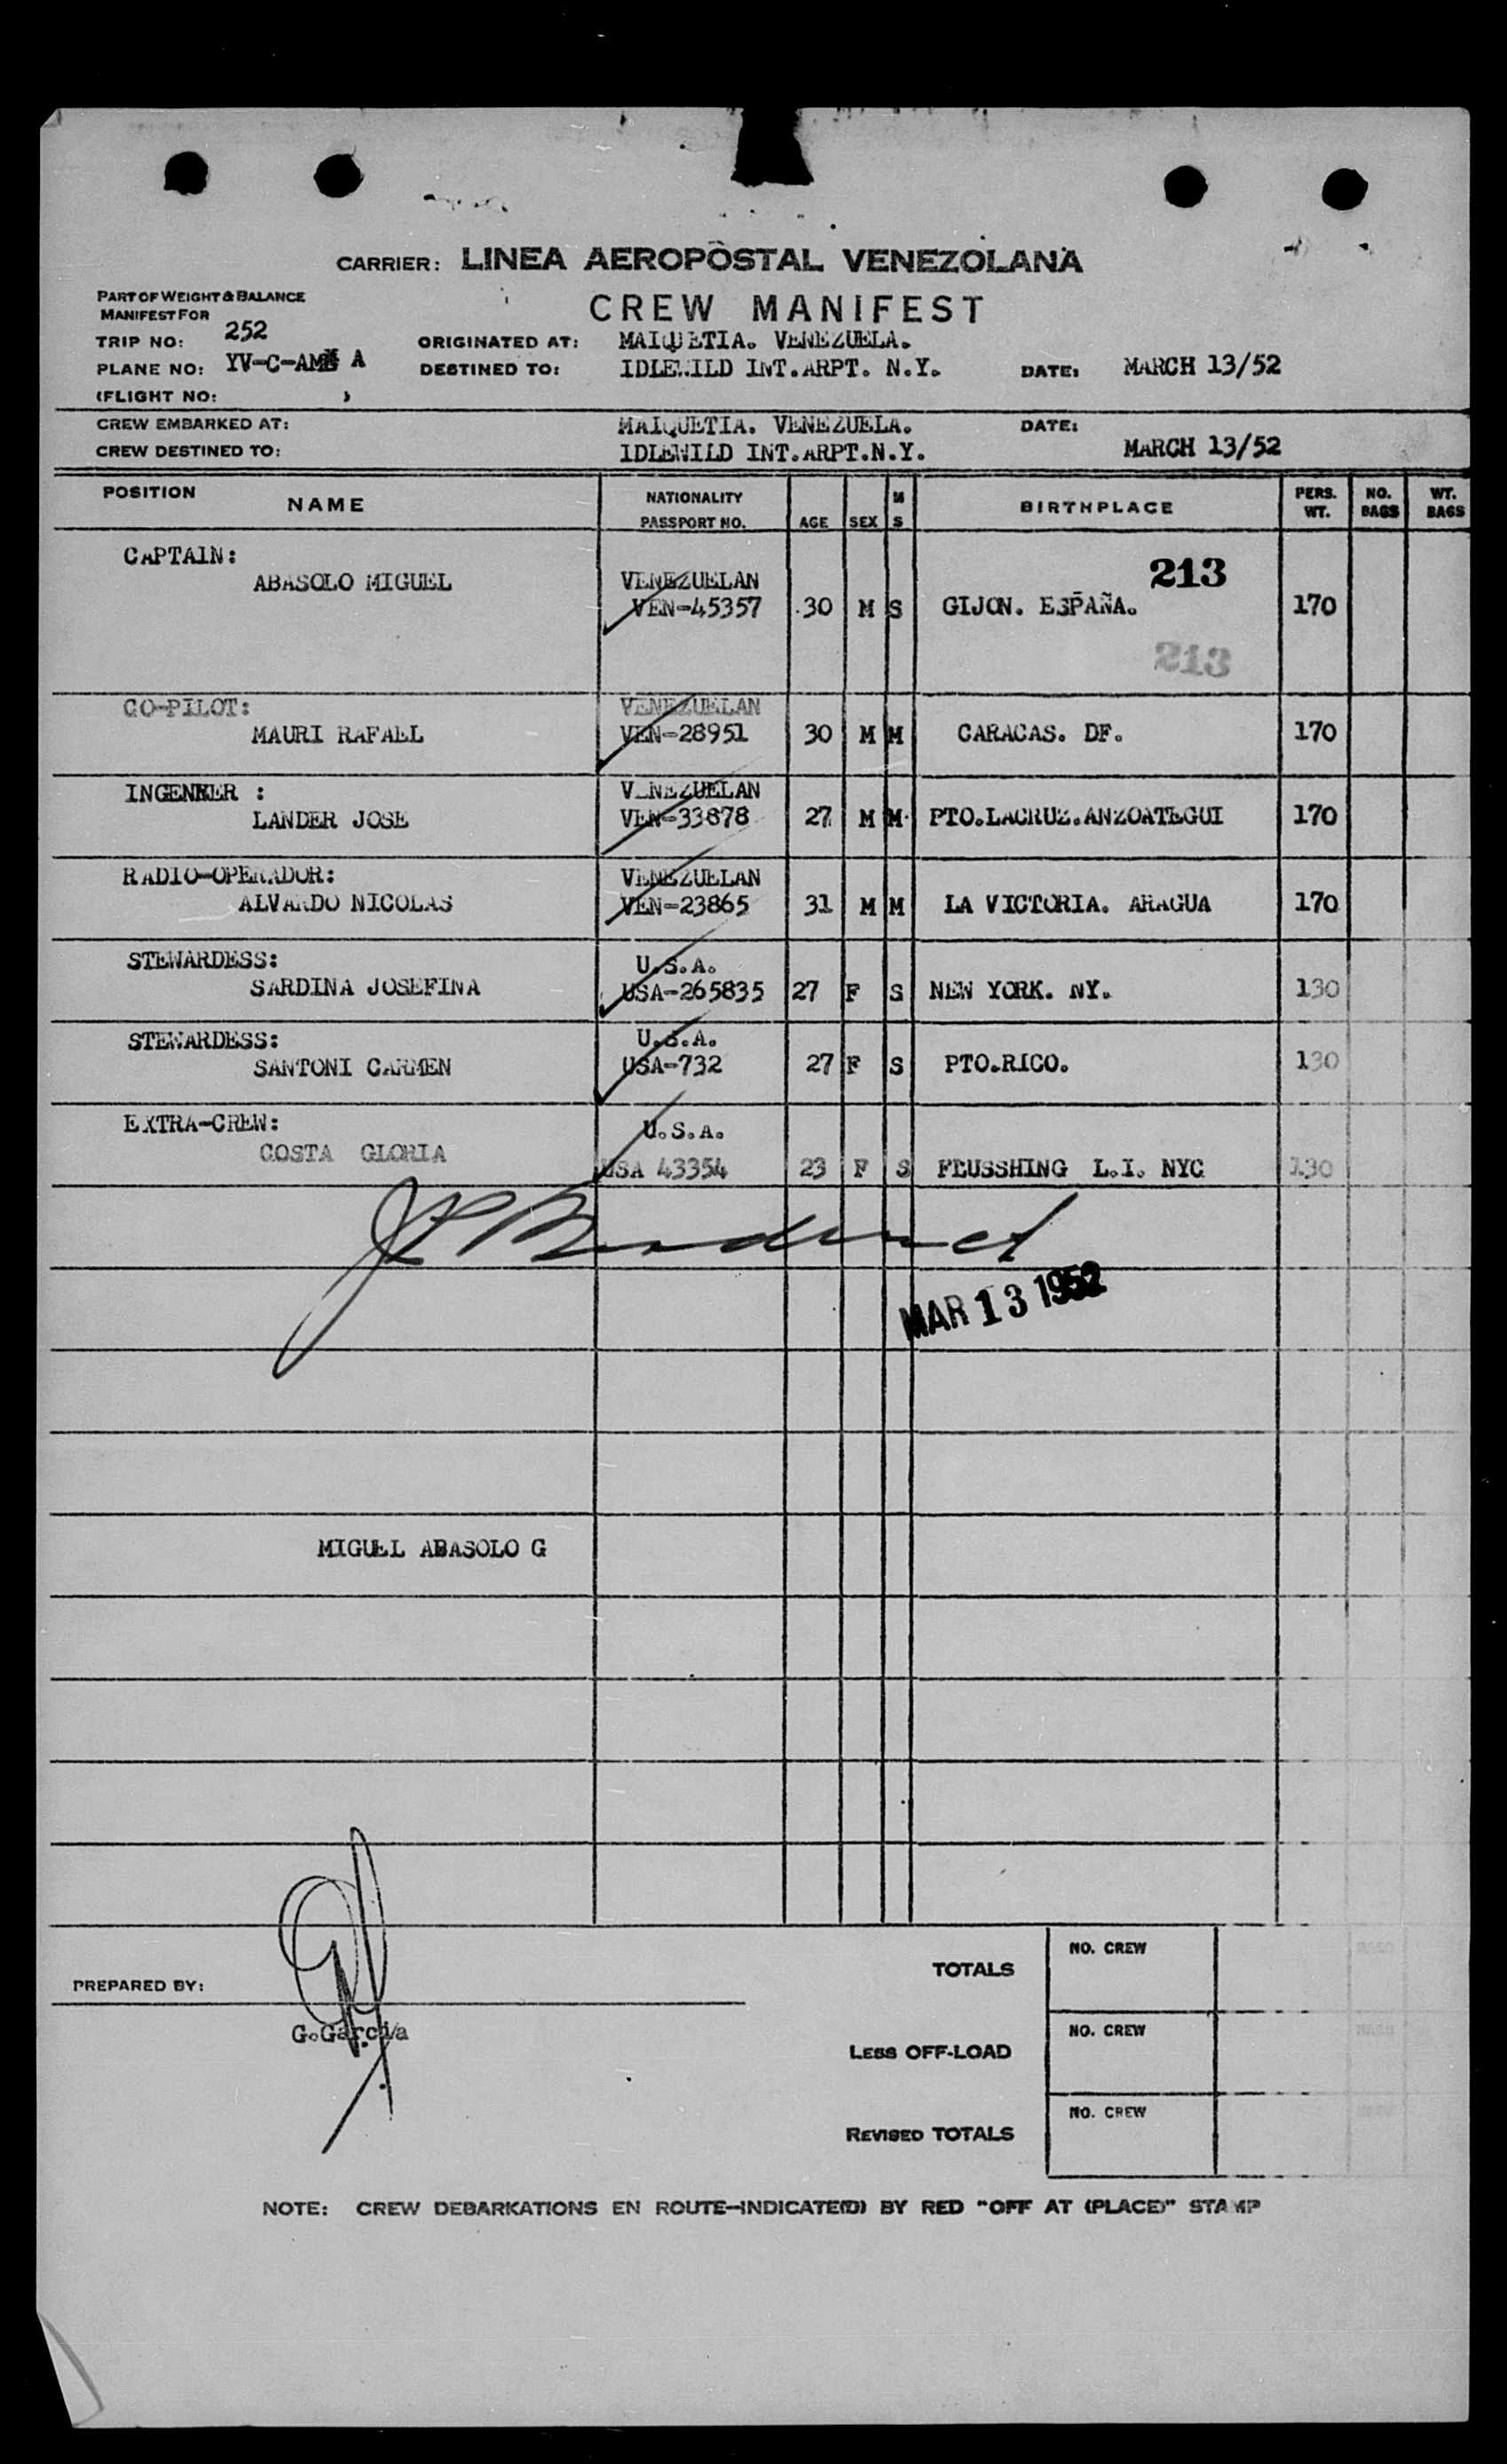 CARRIER: LINEA AEROPOSTAL VENEZOLANA
PART OF WEIGHT & BALANCE
MANIFEST FOR
CREW MANIFEST
TRIP NO: 252 ORIGINATED AT: MAIQUETIA. VENEZUELA.
PLANE NO: YV-C-AM A DESTINED TO: IDLEWILD INT.ARPT. N.Y. DATE: MARCH 13/52
(FLIGHT NO: )
CREW EMBARKED AT: MAIQUETIA. VENEZUELA. DATE:
CREW DESTINED TO: IDLEWILD INT.ARPT.N.Y. MARCH 13/52
POSITION NAME NATIONALITY PASSPORT NO. AGE SEX M S BIRTHPLACE PERS. WT. NO. BAGS WT. BAGS
CAPTAIN: 213
ABASOLO MIGUEL VENEZUELAN
VEN-45357 30 M S GIJON. ESPAÑA. 170
213
CO-PILOT: VENEZUELAN
MAURI RAFAEL VEN-28951 30 M M CARACAS. DF. 170
INGENEER : VENEZUELAN
LANDER JOSE VEN-33878 27 M M PTO.LACRUZ.ANZOATEGUI 170
RADIO-OPERADOR: VENEZUELAN
ALVARDO NICOLAS VEN-23865 31 M M LA VICTORIA. ARAGUA 170
STEWARDESS: U.S.A.
SARDINA JOSEFINA USA-265835 27 F S NEW YORK. NY. 130
STEWARDESS: U.S.A.
SANTONI CARMEN USA-732 27 F S PTO.RICO. 130
EXTRA-CREW: U.S.A.
COSTA GLORIA USA 43354 23 F S FLUSSHING L.I. NYC 130
MAR 13 1952
MIGUEL ABASOLO G
PREPARED BY:
G.Garcia
TOTALS NO. CREW
LESS OFF-LOAD NO. CREW
REVISED TOTALS NO. CREW
NOTE: CREW DEBARKATIONS EN ROUTE—INDICATE(D) BY RED "OFF AT (PLACE)" STAMP